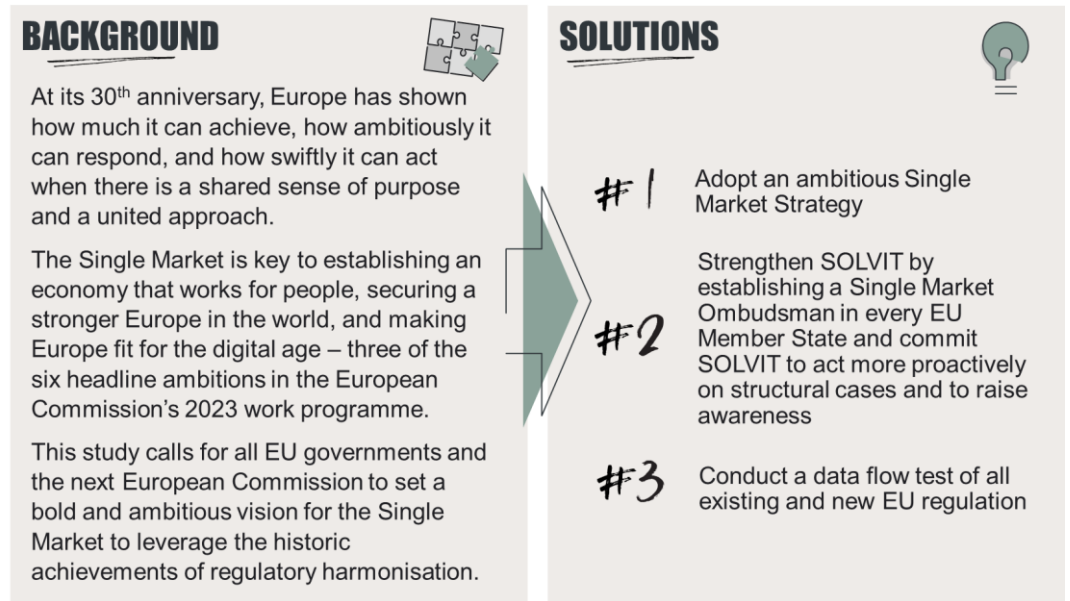 BACKGROUND
At its 30th anniversary, Europe has shown
how much it can achieve, how ambitiously it
can respond, and how swiftly it can act
when there is a shared sense of purpose
and a united approach.
The Single Market is key to establishing an
economy that works for people, securing a
stronger Europe in the world, and making
Europe fit for the digital age – three of the
six headline ambitions in the European
Commission’s 2023 work programme.
This study calls for all EU governments and
the next European Commission to set a
bold and ambitious vision for the Single
Market to leverage the historic
achievements of regulatory harmonisation.
SOLUTIONS
#1
Adopt an ambitious Single
Market Strategy
#2
Strengthen SOLVIT by
establishing a Single Market
Ombudsman in every EU
Member State and commit
SOLVIT to act more proactively
on structural cases and to raise
awareness
#3
Conduct a data flow test of all
existing and new EU regulation